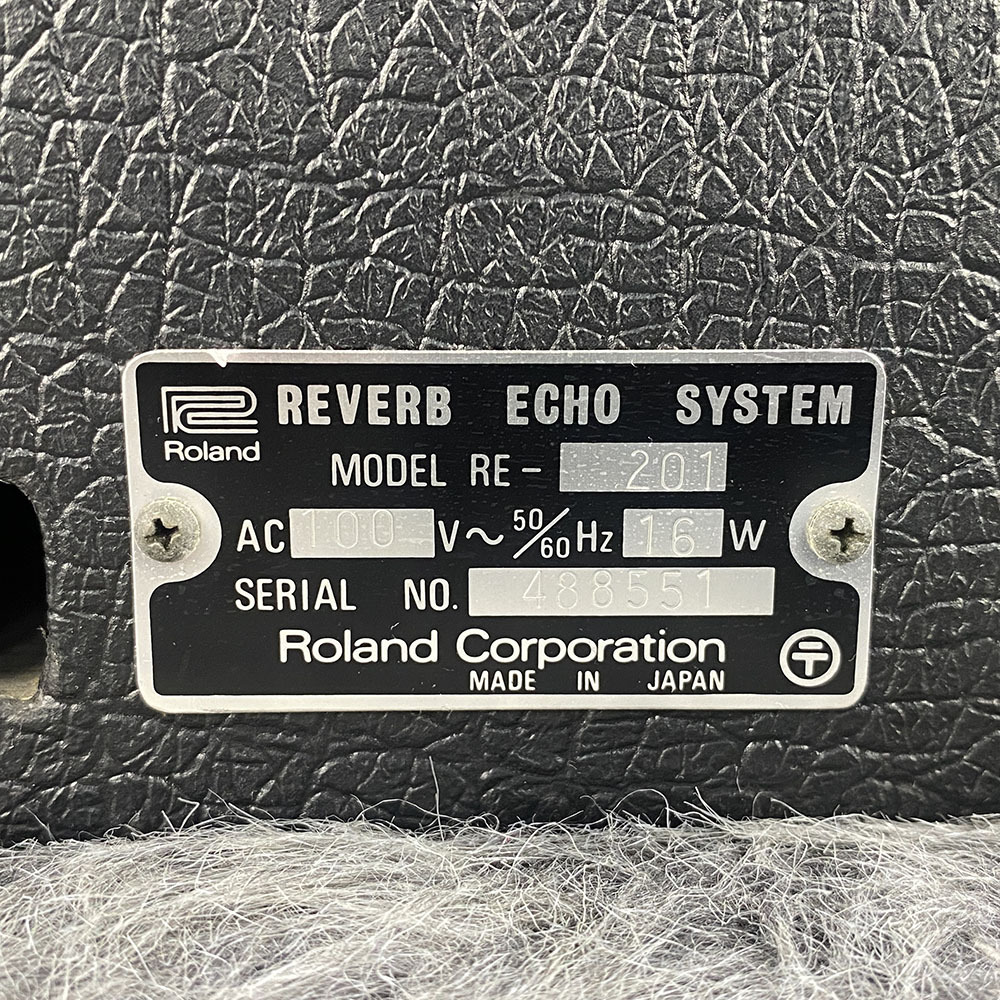 REVERB ECHO SYSTEM
Roland
MODEL RE- 201
AC 100 V~ 50/60 Hz 16 W
SERIAL NO. 488551
Roland Corporation
MADE IN JAPAN